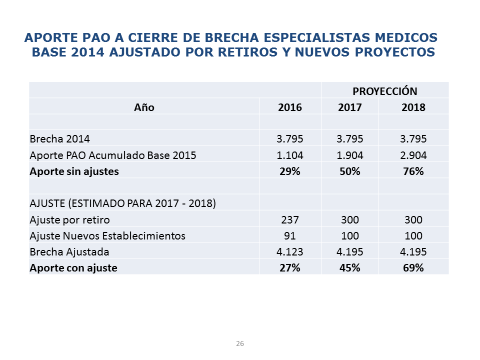 APORTE PAO A CIERRE DE BRECHA ESPECIALISTAS MEDICOS
BASE 2014 AJUSTADO POR RETIROS Y NUEVOS PROYECTOS
PROYECCIÓN
Año 2016 2017 2018
Brecha 2014 3.795 3.795 3.795
Aporte PAO Acumulado Base 2015 1.104 1.904 2.904
Aporte sin ajustes 29% 50% 76%
AJUSTE (ESTIMADO PARA 2017 - 2018)
Ajuste por retiro 237 300 300
Ajuste Nuevos Establecimientos 91 100 100
Brecha Ajustada 4.123 4.195 4.195
Aporte con ajuste 27% 45% 69%
26